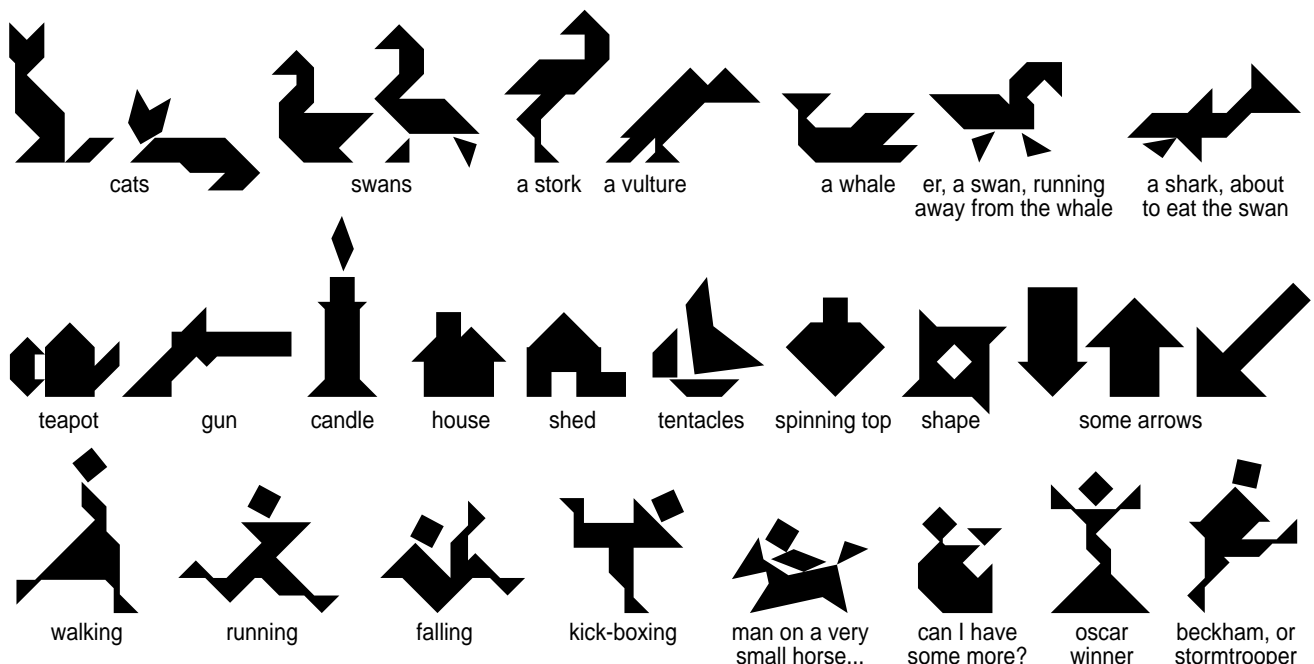 cats
swans
a stork
a vulture
a whale
er, a swan, running
away from the whale
a shark, about
to eat the swan
teapot
gun
candle
house
shed
tentacles
spinning top
shape
some arrows
walking
running
falling
kick-boxing
man on a very
small horse...
can I have
some more?
oscar
winner
beckham, or
stormtrooper